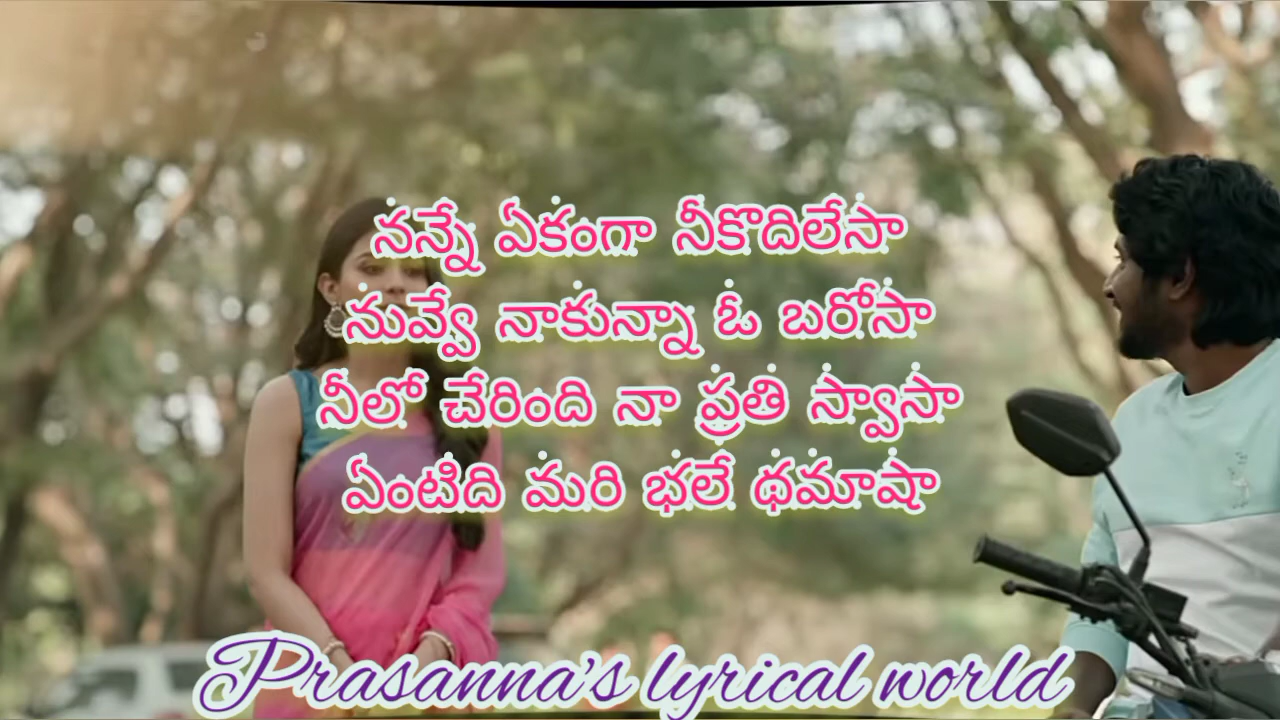 నన్నే ఏకంగా నీకొదిలేసా
నువ్వే నాకున్నా ఓ బరోసా
నీలో చేరింది నా ప్రతి స్వాసా
ఏంటిది మరి భలే థమాషా
Prasanna's lyrical world